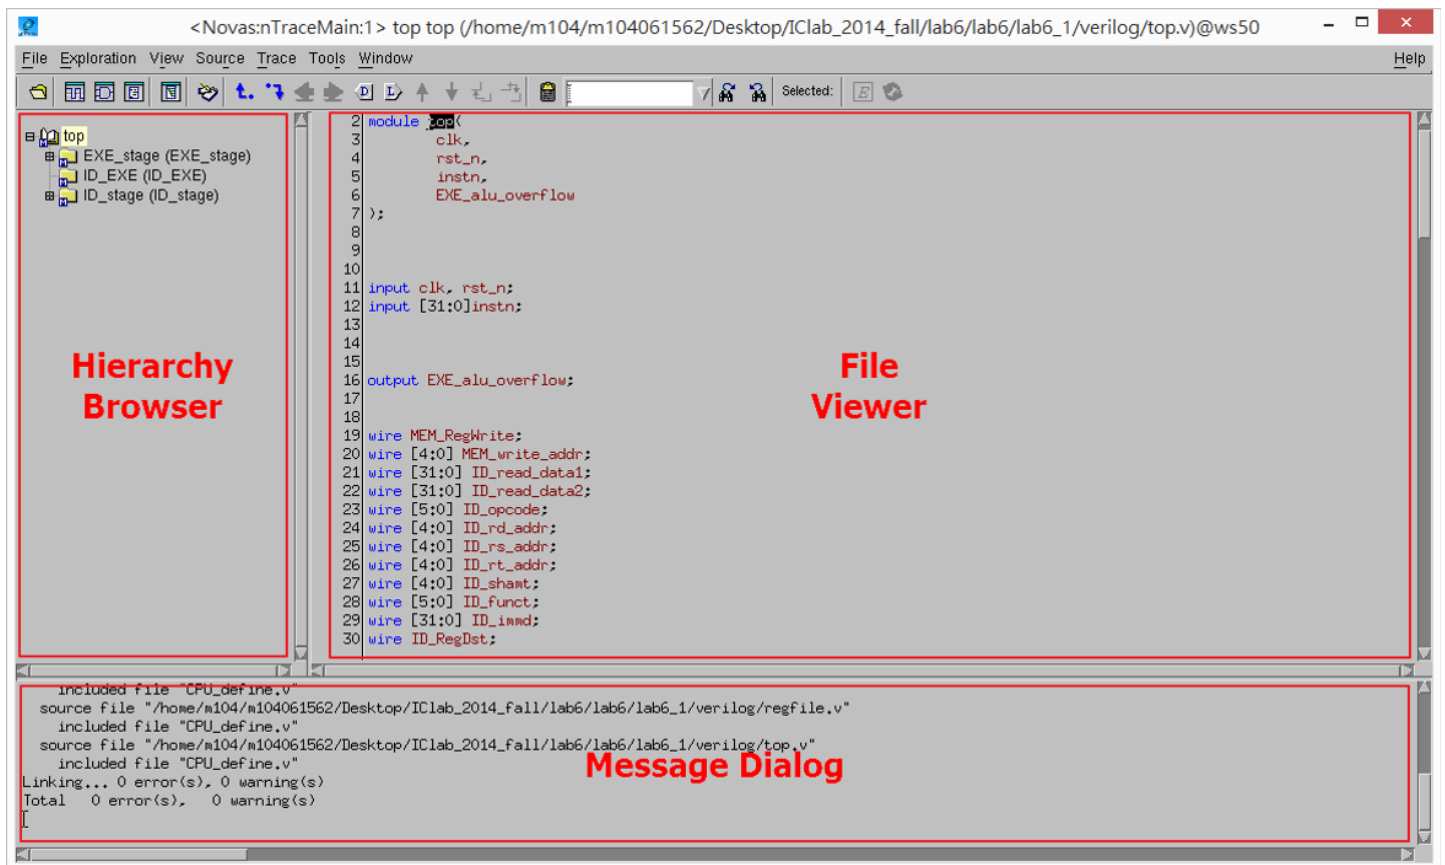 <Novas:nTraceMain:1> top top (/home/m104/m104061562/Desktop/IClab_2014_fall/lab6/lab6/lab6_1/verilog/top.v)@ws50
File Exploration View Source Trace Tools Window Help
Selected:
top
EXE_stage (EXE_stage)
ID_EXE (ID_EXE)
ID_stage (ID_stage)
Hierarchy
Browser
2 module top(
3 clk,
4 rst_n,
5 instn,
6 EXE_alu_overflow
7 );
8
9
10
11 input clk, rst_n;
12 input [31:0]instn;
13
14
15
16 output EXE_alu_overflow;
17
18
19 wire MEM_RegWrite;
20 wire [4:0] MEM_write_addr;
21 wire [31:0] ID_read_data1;
22 wire [31:0] ID_read_data2;
23 wire [5:0] ID_opcode;
24 wire [4:0] ID_rd_addr;
25 wire [4:0] ID_rs_addr;
26 wire [4:0] ID_rt_addr;
27 wire [4:0] ID_shamt;
28 wire [5:0] ID_funct;
29 wire [31:0] ID_immd;
30 wire ID_RegDst;
File
Viewer
included file "CPU_define.v"
source file "/home/m104/m104061562/Desktop/IClab_2014_fall/lab6/lab6/lab6_1/verilog/regfile.v"
included file "CPU_define.v"
source file "/home/m104/m104061562/Desktop/IClab_2014_fall/lab6/lab6/lab6_1/verilog/top.v"
included file "CPU_define.v"
Linking... 0 error(s), 0 warning(s)
Total 0 error(s), 0 warning(s)
Message Dialog